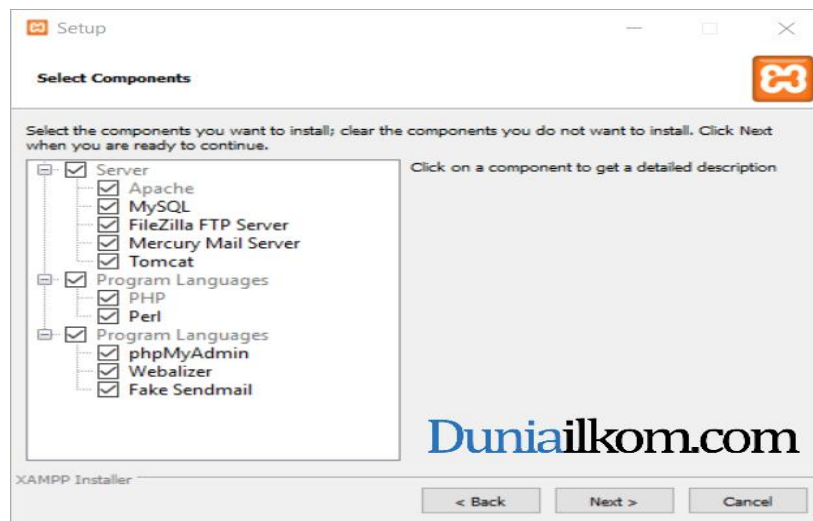 Setup
Select Components
Select the components you want to install; clear the components you do not want to install. Click Next
when you are ready to continue.
Server
Apache
MySQL
FileZilla FTP Server
Mercury Mail Server
Tomcat
Program Languages
PHP
Perl
Program Languages
phpMyAdmin
Webalizer
Fake Sendmail
Click on a component to get a detailed description
Duniailkom.com
XAMPP Installer
< Back
Next >
Cancel